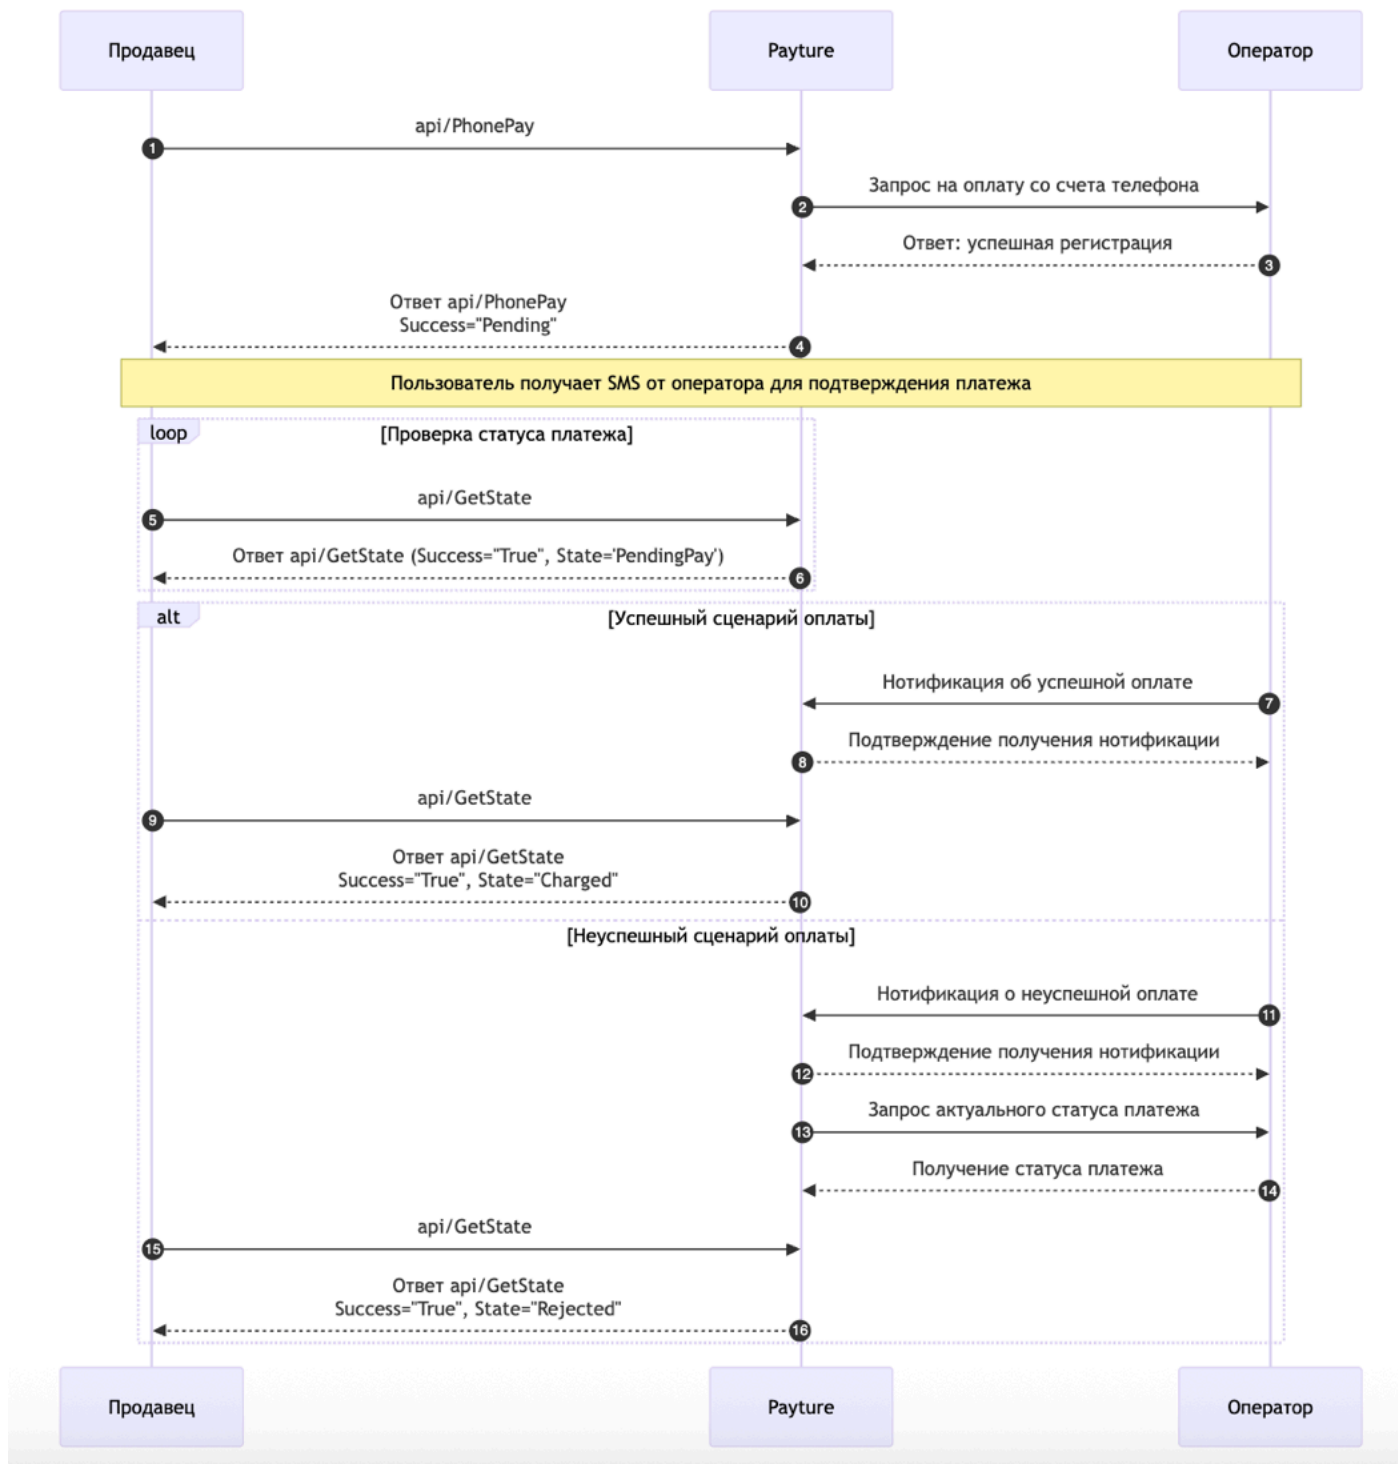 Продавец
Payture
Оператор
api/PhonePay
1
Запрос на оплату со счета телефона
2
Ответ: успешная регистрация
3
Ответ api/PhonePay
Success="Pending"
4
Пользователь получает SMS от оператора для подтверждения платежа
loop
[Проверка статуса платежа]
api/GetState
5
Ответ api/GetState (Success="True", State='PendingPay')
6
alt
[Успешный сценарий оплаты]
Нотификация об успешной оплате
7
Подтверждение получения нотификации
8
api/GetState
9
Ответ api/GetState
Success="True", State="Charged"
10
[Неуспешный сценарий оплаты]
Нотификация о неуспешной оплате
11
Подтверждение получения нотификации
12
Запрос актуального статуса платежа
13
Получение статуса платежа
14
api/GetState
15
Ответ api/GetState
Success="True", State="Rejected"
16
Продавец
Payture
Оператор